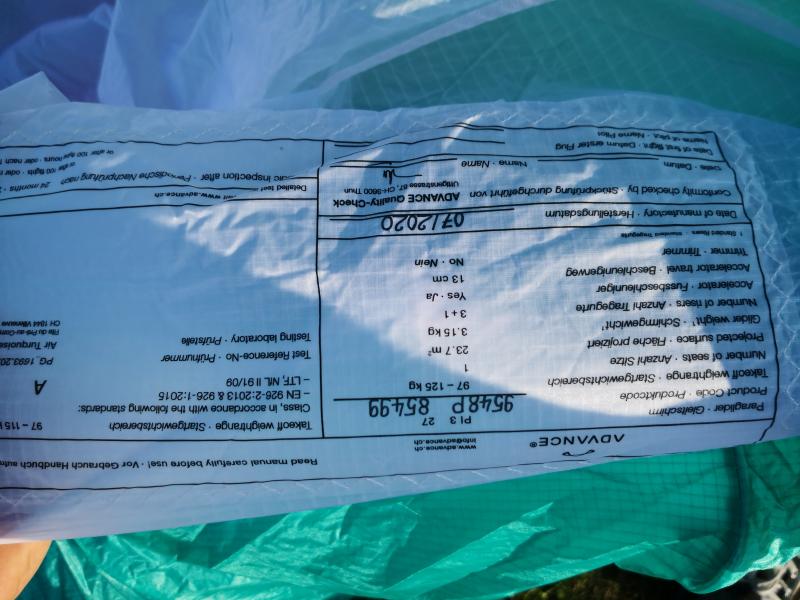 ADVANCE®
info@advance.ch
www.advance.ch
Paraglider · Gleitschirm
PI 3 27
Product Code · Produktcode
9548P 85499
Takeoff weightrange · Startgewichtsbereich
97 – 125 kg
Number of seats · Anzahl Sitze
1
Projected surface · Fläche projiziert
23.7 m²
Glider weight¹ · Schirmgewicht¹
3.15 kg
Number of risers · Anzahl Tragegurte
3 + 1
Accelerator · Fussbeschleuniger
Yes · Ja
Accelerator travel · Beschleunigerweg
13 cm
Trimmer · Trimmer
No · Nein
¹ Standard Risers · Standard Tragegurte
Date of manufactory · Herstellungsdatum
07/2020
Conformity checked by · Stückprüfung durchgeführt von
ADVANCE Quality-Check
Uttigenstrasse 87, CH-3600 Thun
Date · Datum
Name · Name
Date of first flight · Datum erster Flug
Name of pilot · Name Pilot
Read manual carefully before use! · Vor Gebrauch Handbuch
Takeoff weightrange · Startgewichtsbereich
97 – 115
Class, in accordance with the following standards:
– EN 926-2:2013 & 926-1:2015
– LTF, NfL II 91/09
A
Test Reference-No · Prüfnummer
PG_1693.20
Testing laboratory · Prüfstelle
Air Turquoise
CH 1844 Villeneuve
Detailed text
www.advance.ch
inspection after · Periodische Nachprüfung nach
24 months
or after 100